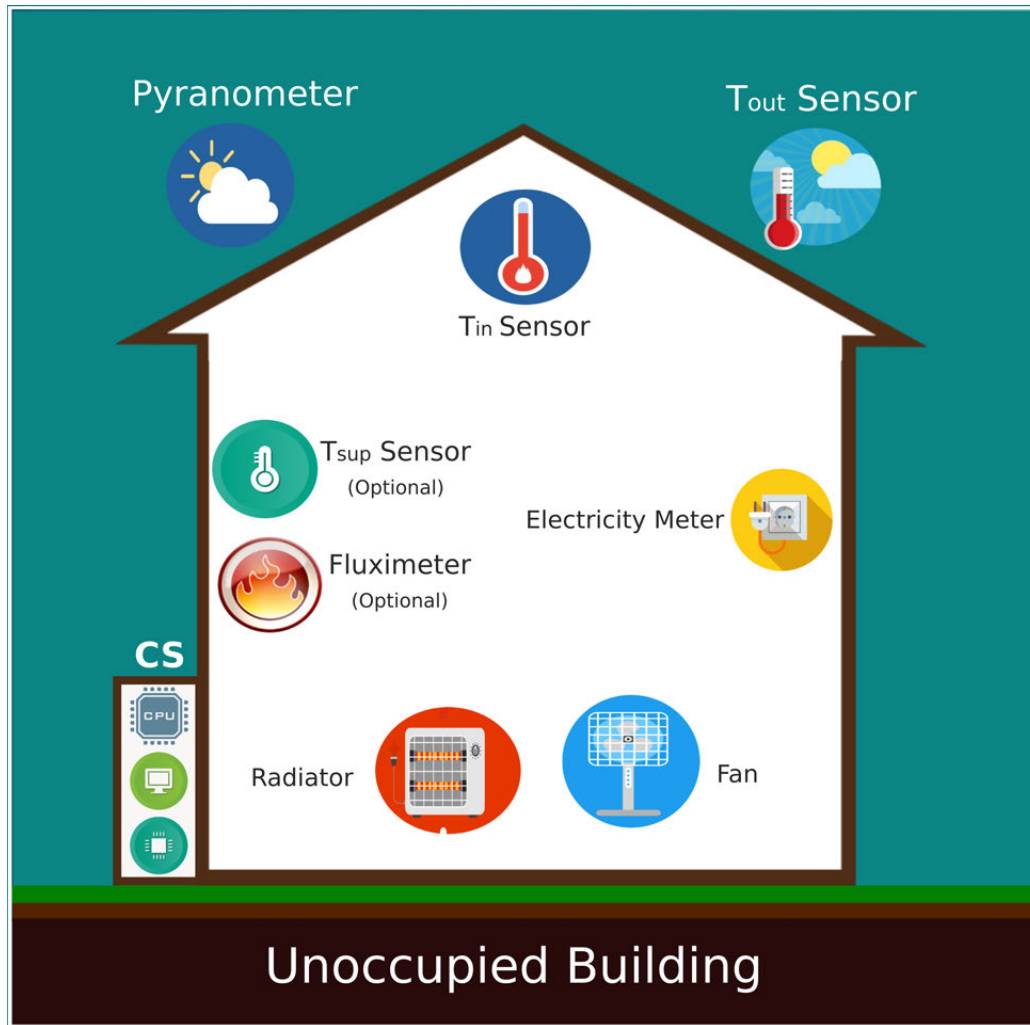 Pyranometer
Tout Sensor
Tin Sensor
Tsup Sensor
(Optional)
Electricity Meter
Fluximeter
(Optional)
CS
CPU
Radiator
Fan
Unoccupied Building